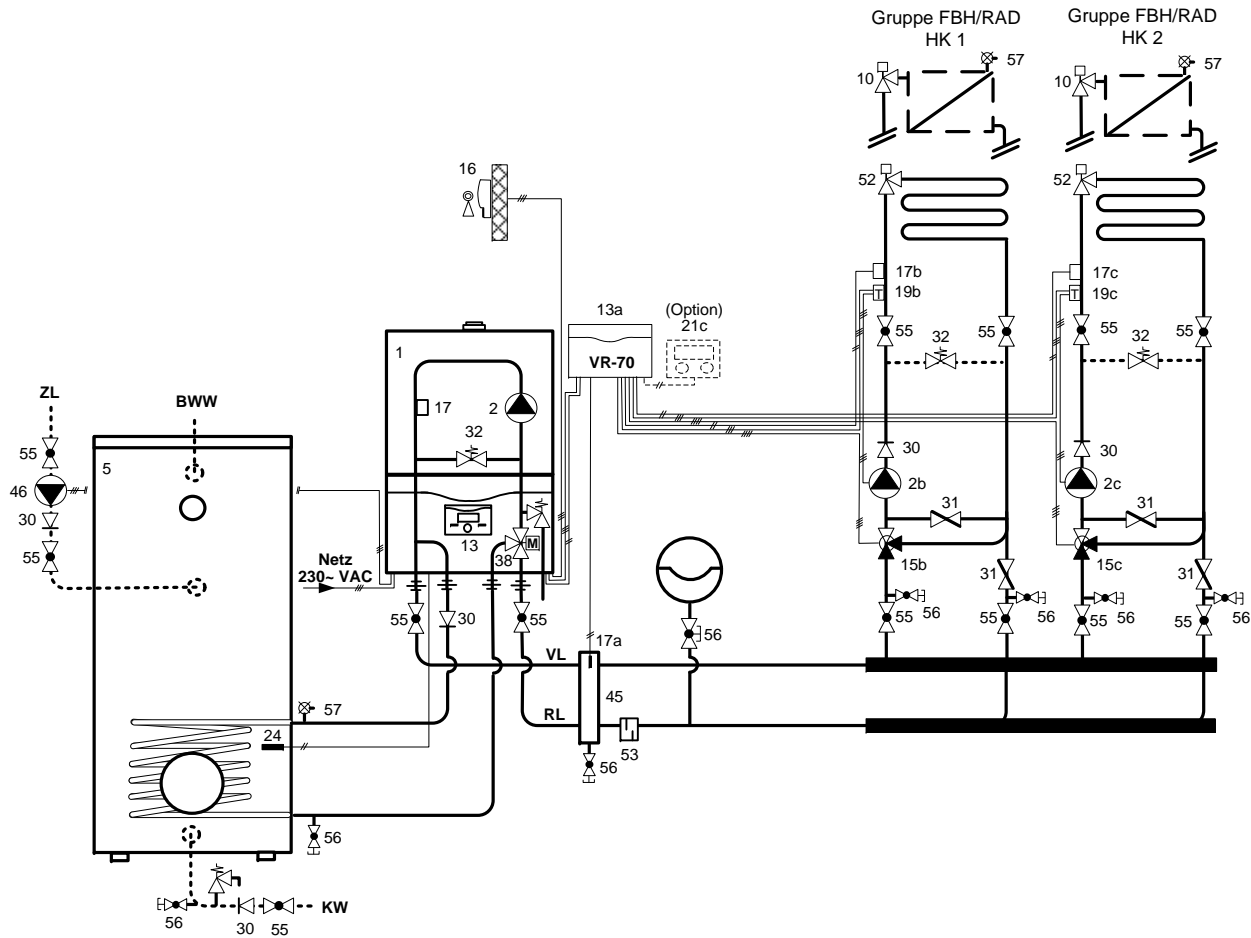 Gruppe FBH/RAD
HK 1
Gruppe FBH/RAD
HK 2
10
57
10
57
16
52
52
17b
19b
17c
19c
13a
(Option)
21c
VR-70
55
32
55
55
32
55
1
17
2
32
ZL
BWW
55
5
46
30
55
30
2b
31
30
2c
31
13
38
M
Netz
230~ VAC
15b
31
15c
31
56
56
56
56
55
55
55
55
55
30
55
56
17a
VL
45
RL
53
56
57
24
56
56
30
55
KW
T
T